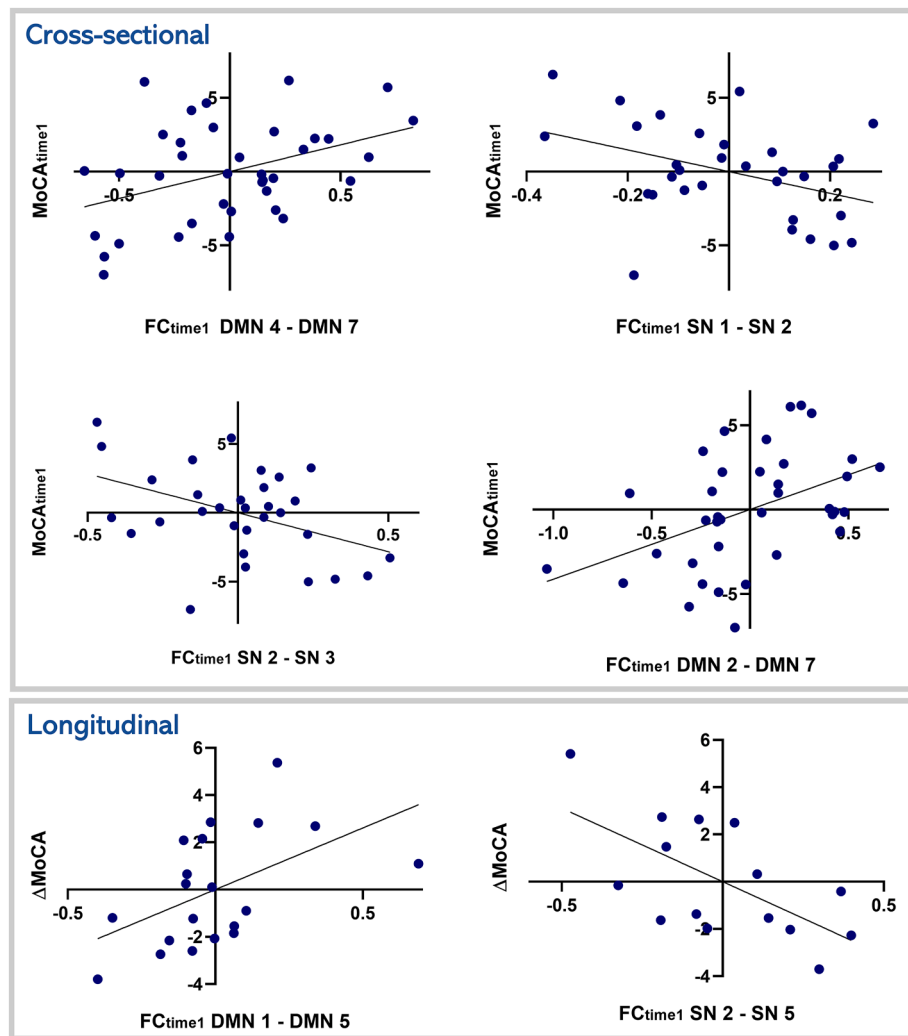 Cross-sectional
MoCAtime1
5
-0.5
0.5
-5
FCtime1 DMN 4 - DMN 7
MoCAtime1
5
-0.4
-0.2
0.2
-5
FCtime1 SN 1 - SN 2
MoCAtime1
5
-0.5
0.5
-5
FCtime1 SN 2 - SN 3
MoCAtime1
5
-1.0
-0.5
0.5
-5
FCtime1 DMN 2 - DMN 7
Longitudinal
ΔMoCA
6
4
2
-0.5
0.5
-2
-4
FCtime1 DMN 1 - DMN 5
ΔMoCA
6
4
2
-0.5
0.5
-2
-4
FCtime1 SN 2 - SN 5